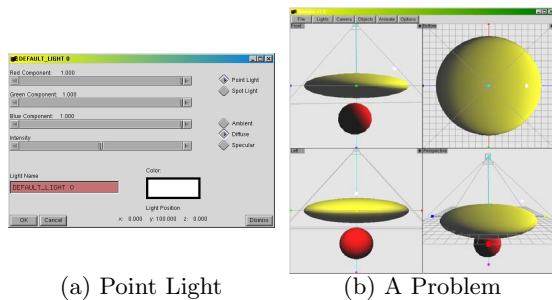 DEFAULT_LIGHT 0
Red Component: 1.000
Point Light
Spot Light
Green Component: 1.000
Blue Component: 1.000
Ambient
Intensity
Diffuse
Specular
Light Name
Color:
DEFAULT_LIGHT 0
Light Position
OK
Cancel
x: 0.000 y: 100.000 z: 0.000
Dismiss
File
Lights
Camera
Objects
Animate
Options
Front
Bottom
Left
Perspective
(a) Point Light
(b) A Problem